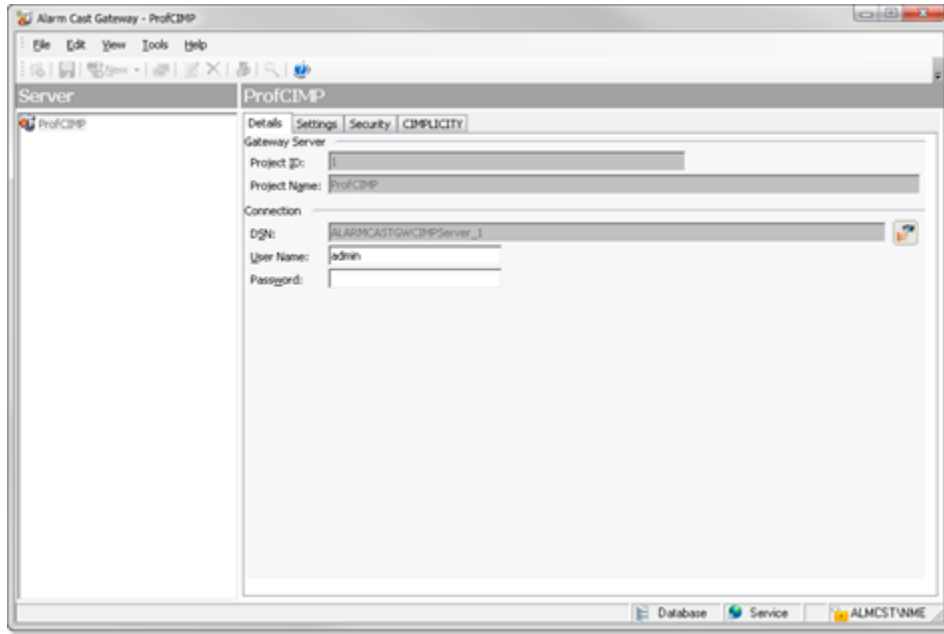 Alarm Cast Gateway - ProfCIMP
File Edit View Tools Help
New
Server
ProfCIMP
ProfCIMP
Details Settings Security CIMPLICITY
Gateway Server
Project ID: 1
Project Name: ProfCIMP
Connection
DSN: ALARMCASTGWCIMPServer_1
User Name: admin
Password:
Database Service ALMCST\NME